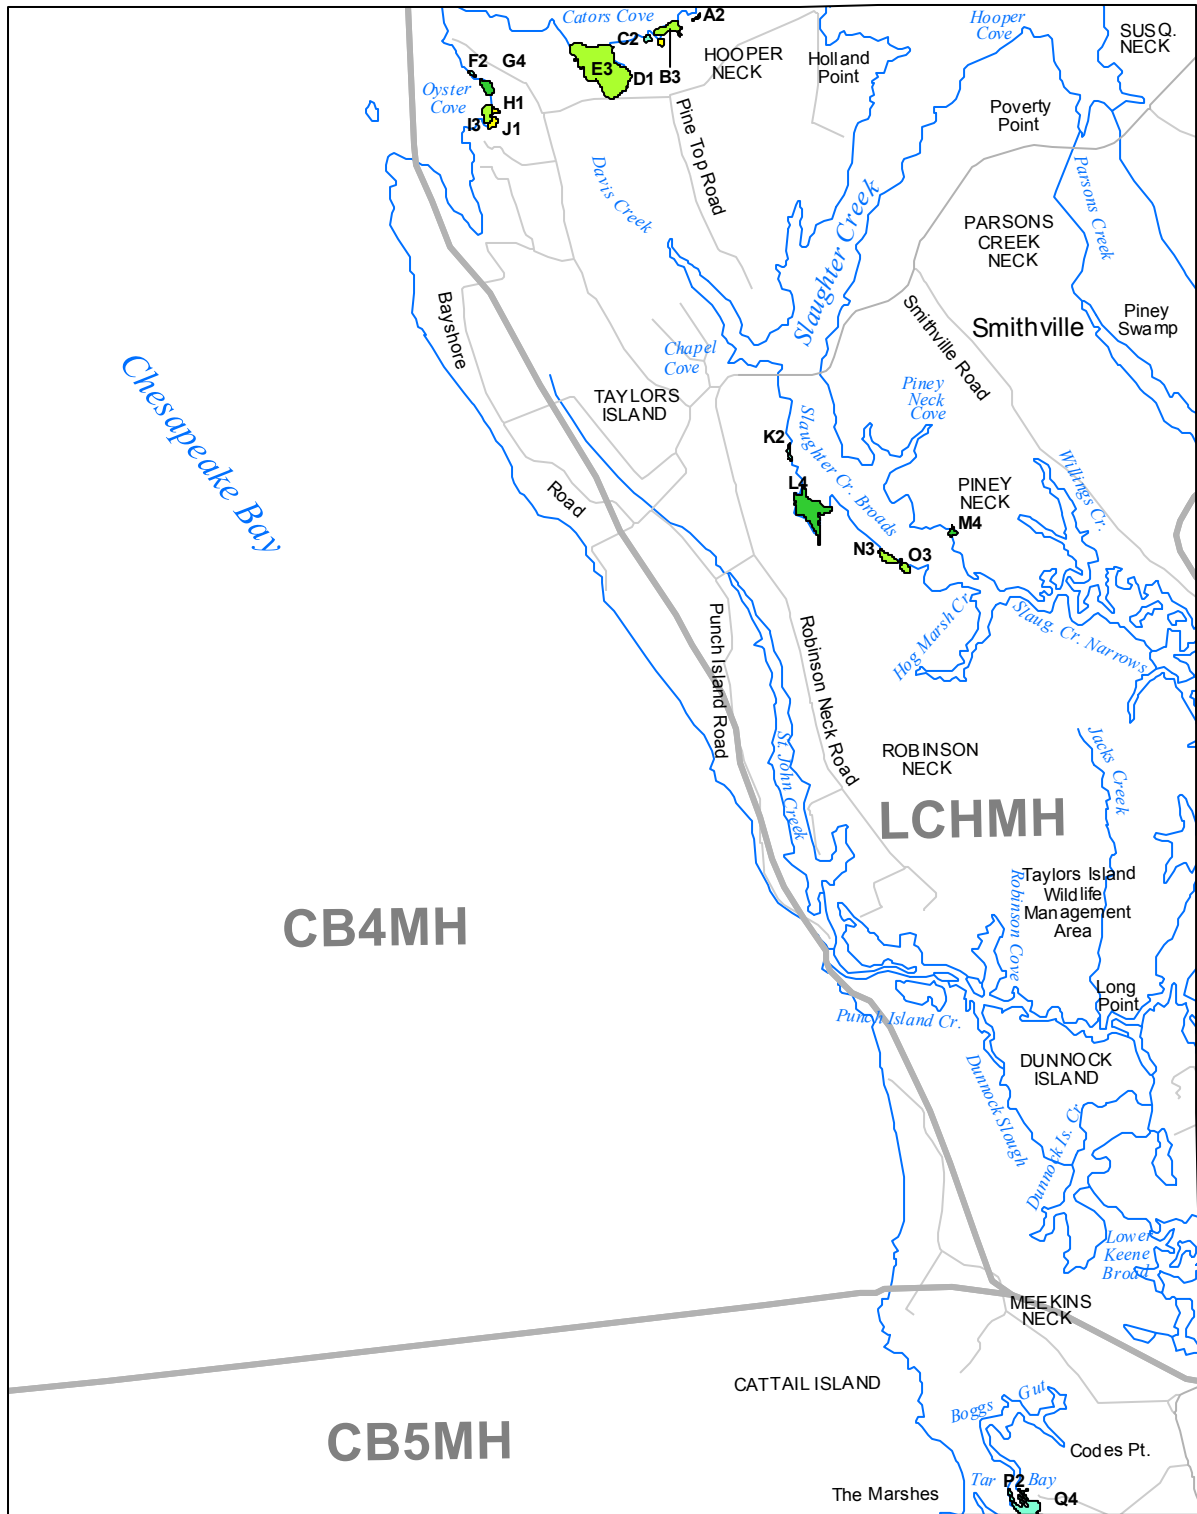 Cators Cove
A2
Hooper
Cove
SUSQ.
NECK
C2
F2
G4
HOOPER
NECK
Holland
Point
E3
D1
B3
Oyster
Cove
H1
I3
J1
Poverty
Point
Pine Top Road
Davis Creek
Slaughter Creek
Parsons Creek
PARSONS
CREEK
NECK
Bayshore
Smithville Road
Smithville
Piney
Swamp
Chesapeake Bay
Chapel
Cove
TAYLORS
ISLAND
Piney
Neck
Cove
K2
Slaughter Cr. Broads
Willings Cr.
L4
Road
PINEY
NECK
M4
N3
O3
Punch Island Road
Robinson Neck Road
Hog Marsh Cr.
Slaug. Cr. Narrows
St. John Creek
ROBINSON
NECK
Jacks Creek
LCHMH
Robinson Cove
Taylors Island
Wildlife
Management
Area
CB4MH
Long
Point
Punch Island Cr.
DUNNOCK
ISLAND
Dunnock Slough
Dunnock Is. Cr
Lower
Keene
Broad
MEEKINS
NECK
CATTAIL ISLAND
Boggs Gut
CB5MH
Codes Pt.
Tar Bay
P2
The Marshes
Q4